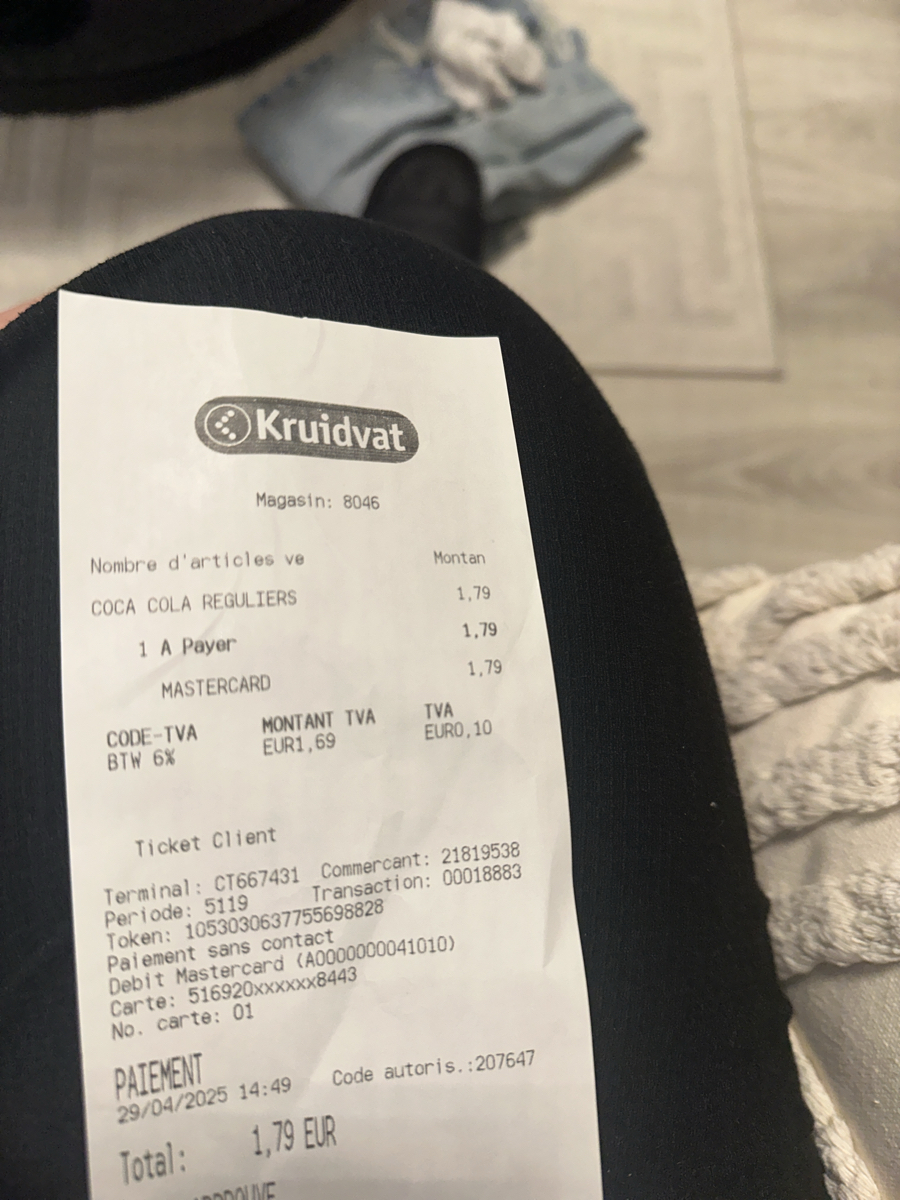 Kruidvat
Magasin: 8046
Nombre d'articles ve Montan
COCA COLA REGULIERS 1,79
1 A Payer 1,79
MASTERCARD 1,79
CODE-TVA MONTANT TVA TVA
BTW 6% EUR1,69 EUR0,10
Ticket Client
Terminal: CT667431 Commercant: 21819538
Periode: 5119 Transaction: 00018883
Token: 1053030637755698828
Paiement sans contact
Debit Mastercard (A0000000041010)
Carte: 516920xxxxxx8443
No. carte: 01
PAIEMENT
29/04/2025 14:49 Code autoris.:207647
Total: 1,79 EUR